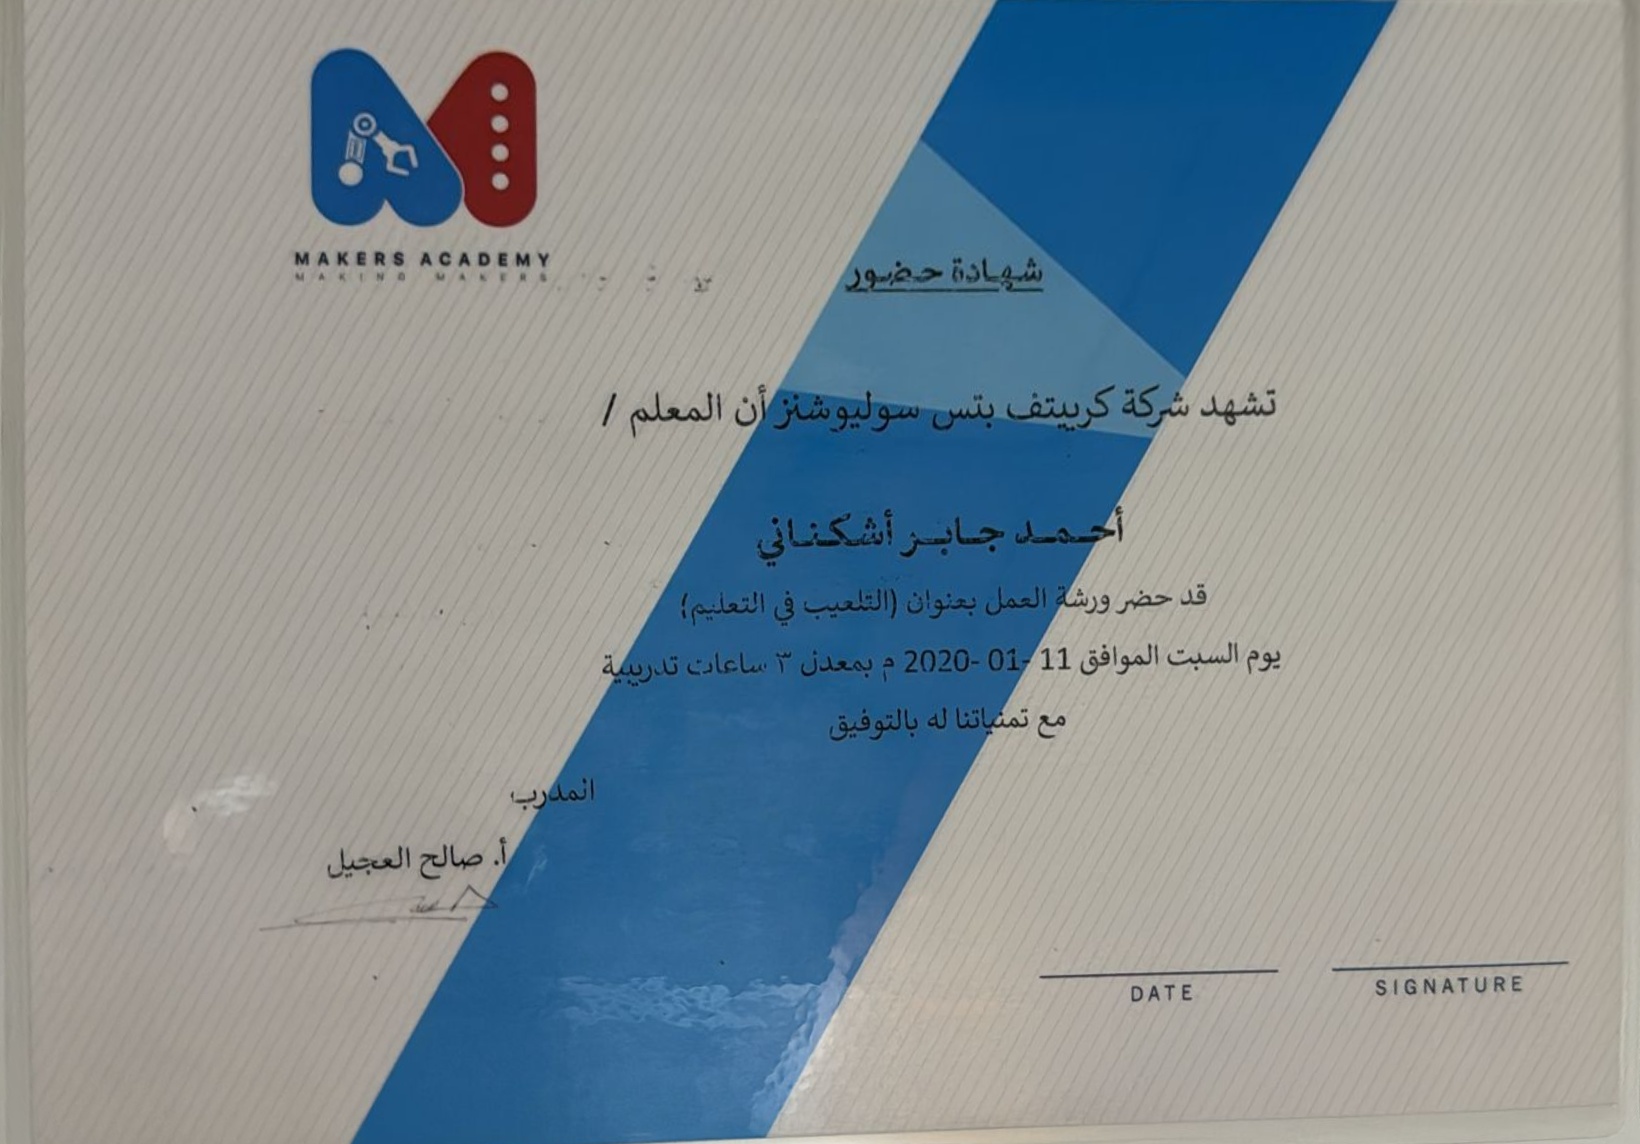 MAKERS ACADEMY
MAKING MAKERS
شهادة حضور
تشهد شركة كرييتف بتس سوليوشنز أن المعلم /
أحمد جابر أشكناني
قد حضر ورشة العمل بعنوان (التلعيب في التعليم)
يوم السبت الموافق 11 -01 -2020 م بمعدل ٣ ساعات تدريبية
مع تمنياتنا له بالتوفيق
المدرب
أ. صالح العجيل
DATE
SIGNATURE